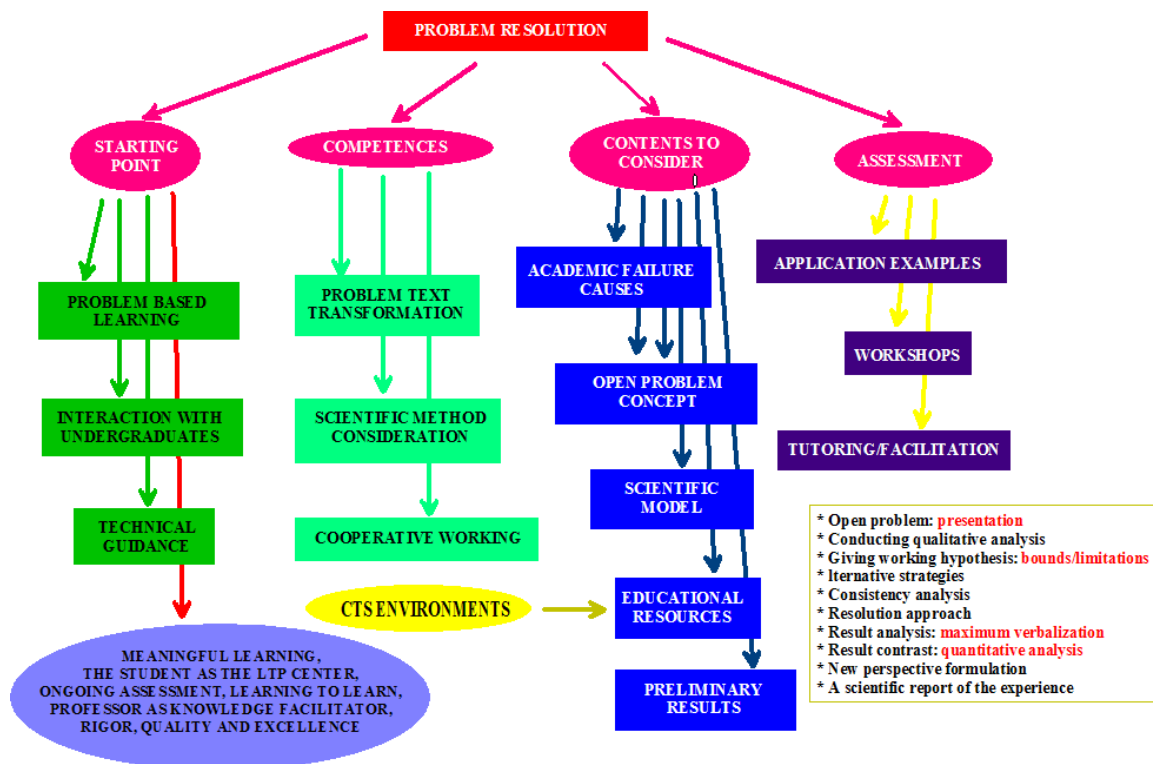 PROBLEM RESOLUTION
STARTING
POINT
COMPETENCES
CONTENTS TO
CONSIDER
ASSESSMENT
PROBLEM BASED
LEARNING
INTERACTION WITH
UNDERGRADUATES
TECHNICAL
GUIDANCE
MEANINGFUL LEARNING,
THE STUDENT AS THE LTP CENTER,
ONGOING ASSESSMENT, LEARNING TO LEARN,
PROFESSOR AS KNOWLEDGE FACILITATOR,
RIGOR, QUALITY AND EXCELLENCE
PROBLEM TEXT
TRANSFORMATION
SCIENTIFIC METHOD
CONSIDERATION
COOPERATIVE WORKING
CTS ENVIRONMENTS
ACADEMIC FAILURE
CAUSES
OPEN PROBLEM
CONCEPT
SCIENTIFIC
MODEL
EDUCATIONAL
RESOURCES
PRELIMINARY
RESULTS
APPLICATION EXAMPLES
WORKSHOPS
TUTORING/FACILITATION
* Open problem: presentation
* Conducting qualitative analysis
* Giving working hypothesis: bounds/limitations
* Iternative strategies
* Consistency analysis
* Resolution approach
* Result analysis: maximum verbalization
* Result contrast: quantitative analysis
* New perspective formulation
* A scientific report of the experience